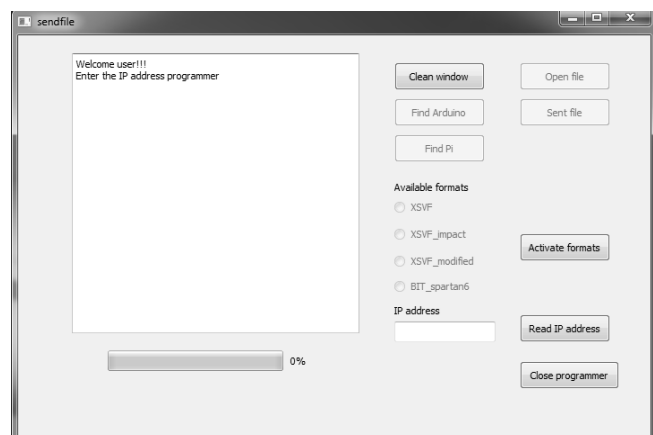 sendfile
Welcome user!!!
Enter the IP address programmer
Clean window
Open file
Find Arduino
Sent file
Find Pi
Available formats
XSVF
XSVF_impact
Activate formats
XSVF_modified
BIT_spartan6
IP address
Read IP address
0%
Close programmer